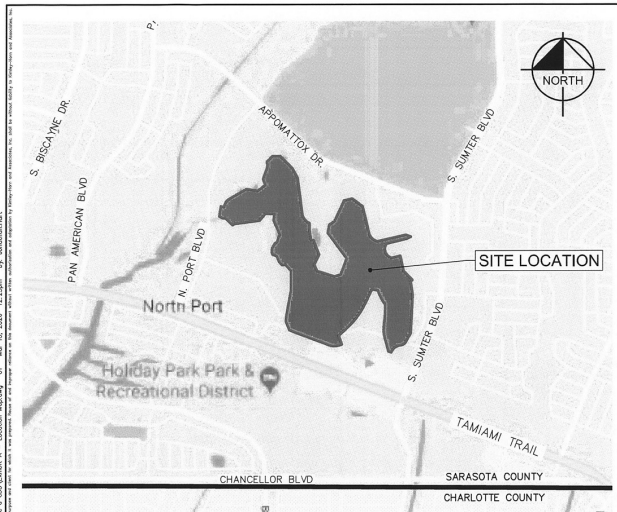 NORTH
S. BISCAYNE DR.
APPOMATTOX DR.
S. SUMTER BLVD
PAN AMERICAN BLVD
N. PORT BLVD
SITE LOCATION
North Port
Holiday Park Park &
Recreational District
S. SUMTER BLVD
TAMIAMI TRAIL
CHANCELLOR BLVD
SARASOTA COUNTY
CHARLOTTE COUNTY